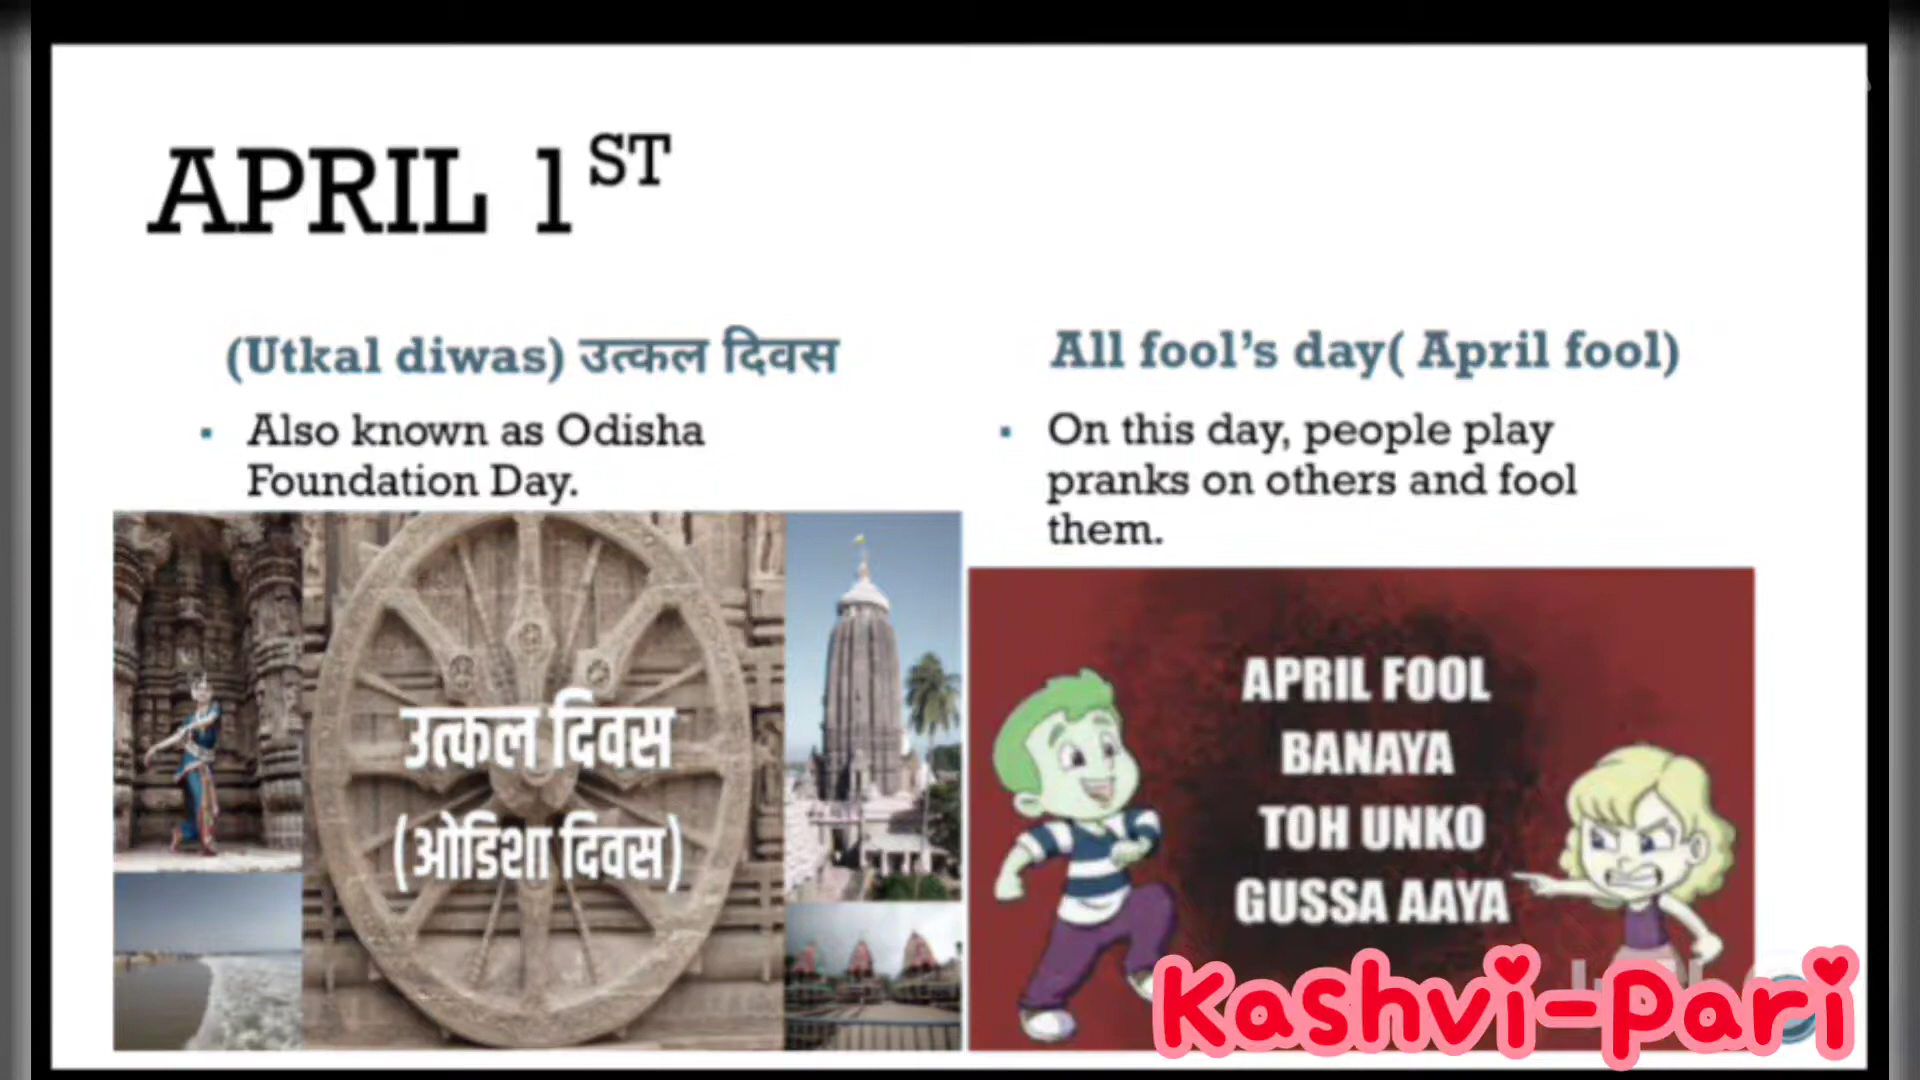 APRIL 1ST
(Utkal diwas) उत्कल दिवस
Also known as Odisha
Foundation Day.
उत्कल दिवस
(ओडिशा दिवस)
All fool’s day( April fool)
On this day, people play
pranks on others and fool
them.
APRIL FOOL
BANAYA
TOH UNKO
GUSSA AAYA
Kashvi-Pari